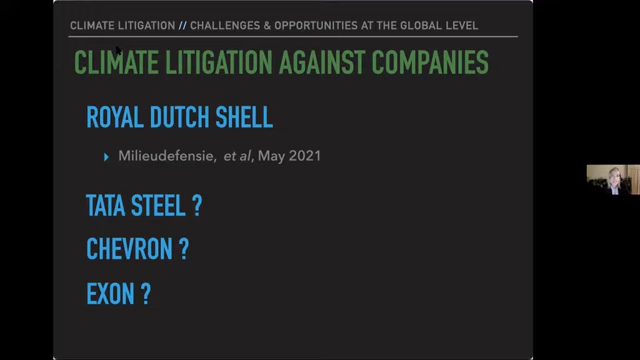 CLIMATE LITIGATION // CHALLENGES & OPPORTUNITIES AT THE GLOBAL LEVEL
CLIMATE LITIGATION AGAINST COMPANIES
ROYAL DUTCH SHELL
Milieudefensie, et al, May 2021
TATA STEEL ?
CHEVRON ?
EXON ?